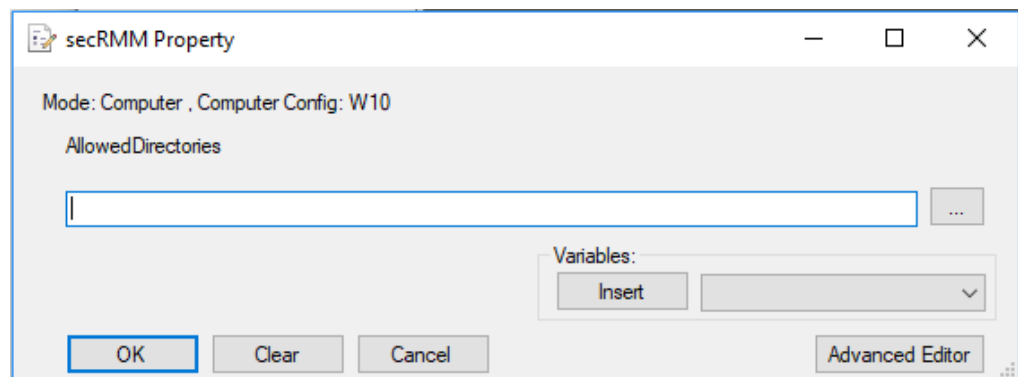 secRMM Property
Mode: Computer , Computer Config: W10
AllowedDirectories
...
Variables:
Insert
OK
Clear
Cancel
Advanced Editor